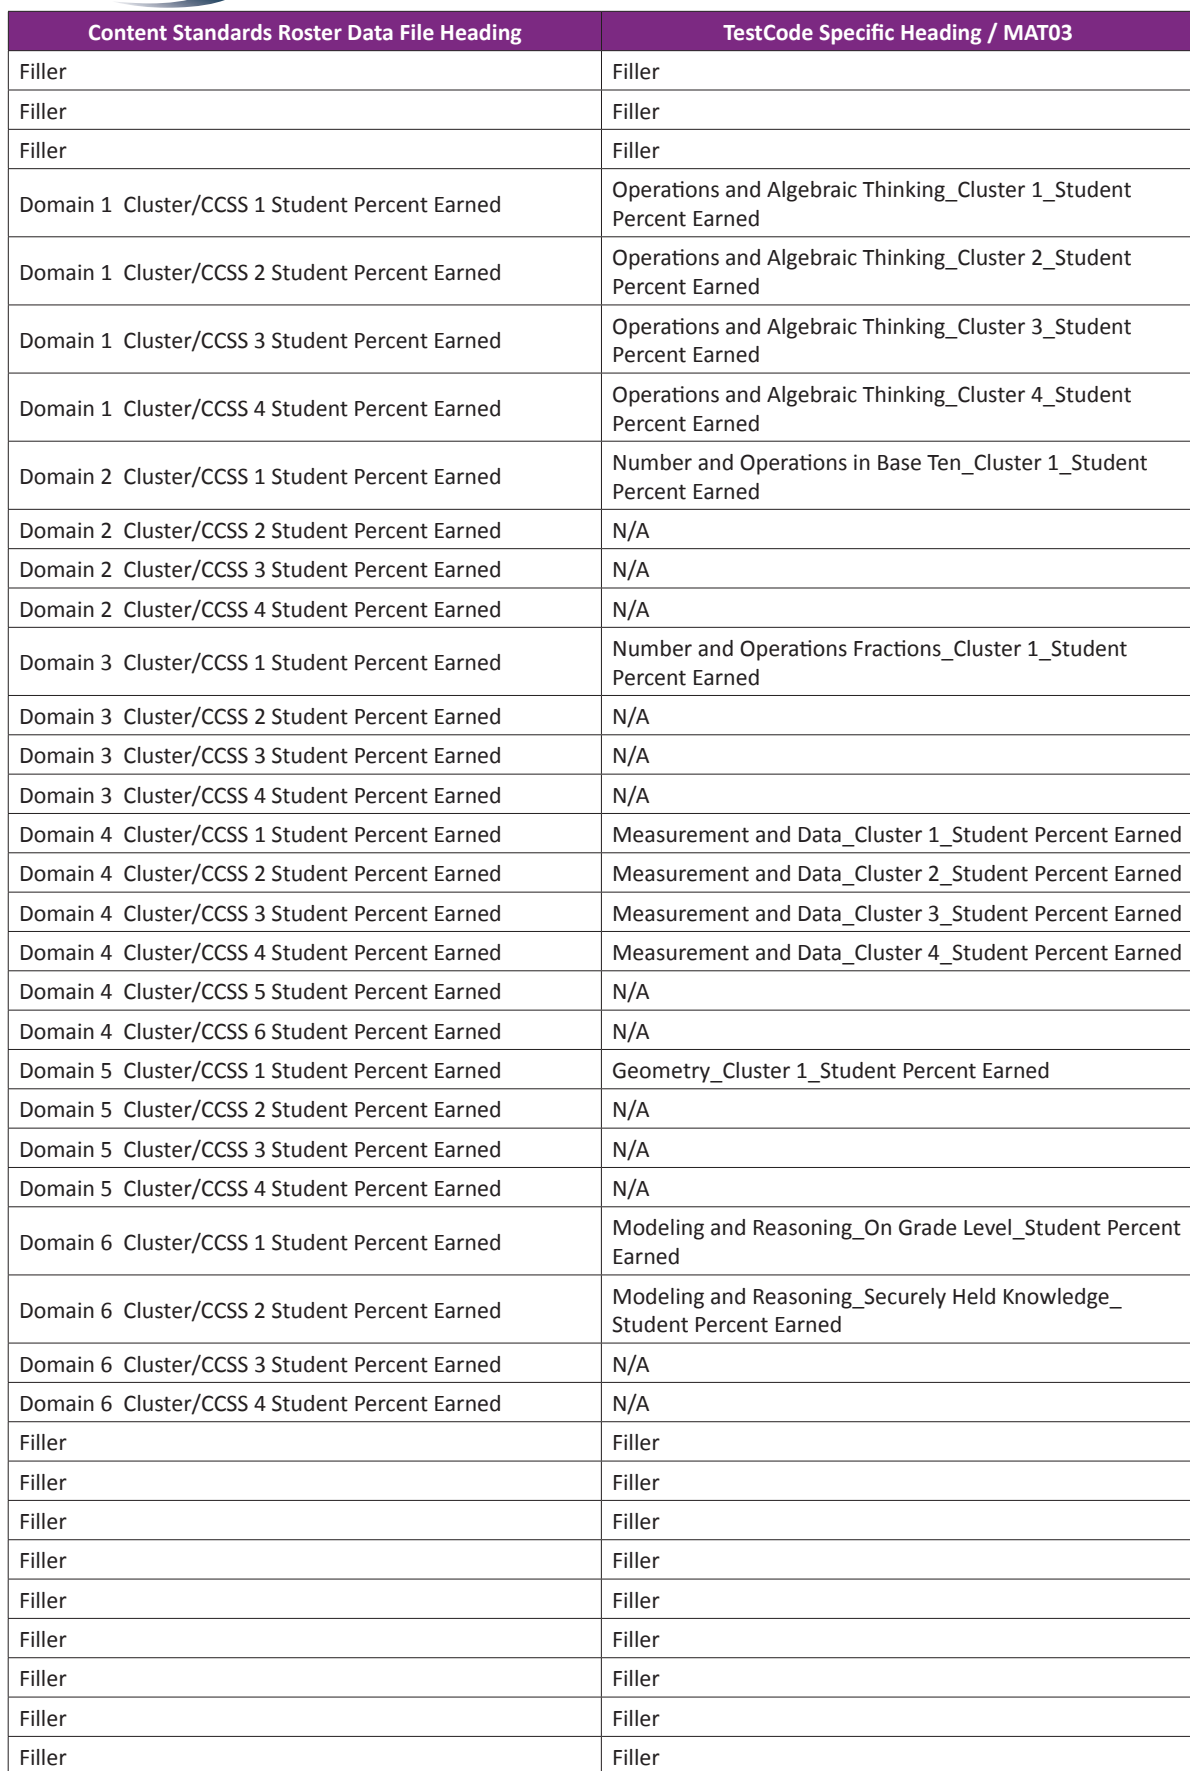 Content Standards Roster Data File Heading TestCode Specific Heading / MAT03
Filler Filler
Filler Filler
Filler Filler
Domain 1 Cluster/CCSS 1 Student Percent Earned Operations and Algebraic Thinking_Cluster 1_Student
Percent Earned
Domain 1 Cluster/CCSS 2 Student Percent Earned Operations and Algebraic Thinking_Cluster 2_Student
Percent Earned
Domain 1 Cluster/CCSS 3 Student Percent Earned Operations and Algebraic Thinking_Cluster 3_Student
Percent Earned
Domain 1 Cluster/CCSS 4 Student Percent Earned Operations and Algebraic Thinking_Cluster 4_Student
Percent Earned
Domain 2 Cluster/CCSS 1 Student Percent Earned Number and Operations in Base Ten_Cluster 1_Student
Percent Earned
Domain 2 Cluster/CCSS 2 Student Percent Earned N/A
Domain 2 Cluster/CCSS 3 Student Percent Earned N/A
Domain 2 Cluster/CCSS 4 Student Percent Earned N/A
Domain 3 Cluster/CCSS 1 Student Percent Earned Number and Operations Fractions_Cluster 1_Student
Percent Earned
Domain 3 Cluster/CCSS 2 Student Percent Earned N/A
Domain 3 Cluster/CCSS 3 Student Percent Earned N/A
Domain 3 Cluster/CCSS 4 Student Percent Earned N/A
Domain 4 Cluster/CCSS 1 Student Percent Earned Measurement and Data_Cluster 1_Student Percent Earned
Domain 4 Cluster/CCSS 2 Student Percent Earned Measurement and Data_Cluster 2_Student Percent Earned
Domain 4 Cluster/CCSS 3 Student Percent Earned Measurement and Data_Cluster 3_Student Percent Earned
Domain 4 Cluster/CCSS 4 Student Percent Earned Measurement and Data_Cluster 4_Student Percent Earned
Domain 4 Cluster/CCSS 5 Student Percent Earned N/A
Domain 4 Cluster/CCSS 6 Student Percent Earned N/A
Domain 5 Cluster/CCSS 1 Student Percent Earned Geometry_Cluster 1_Student Percent Earned
Domain 5 Cluster/CCSS 2 Student Percent Earned N/A
Domain 5 Cluster/CCSS 3 Student Percent Earned N/A
Domain 5 Cluster/CCSS 4 Student Percent Earned N/A
Domain 6 Cluster/CCSS 1 Student Percent Earned Modeling and Reasoning_On Grade Level_Student Percent
Earned
Domain 6 Cluster/CCSS 2 Student Percent Earned Modeling and Reasoning_Securely Held Knowledge_
Student Percent Earned
Domain 6 Cluster/CCSS 3 Student Percent Earned N/A
Domain 6 Cluster/CCSS 4 Student Percent Earned N/A
Filler Filler
Filler Filler
Filler Filler
Filler Filler
Filler Filler
Filler Filler
Filler Filler
Filler Filler
Filler Filler